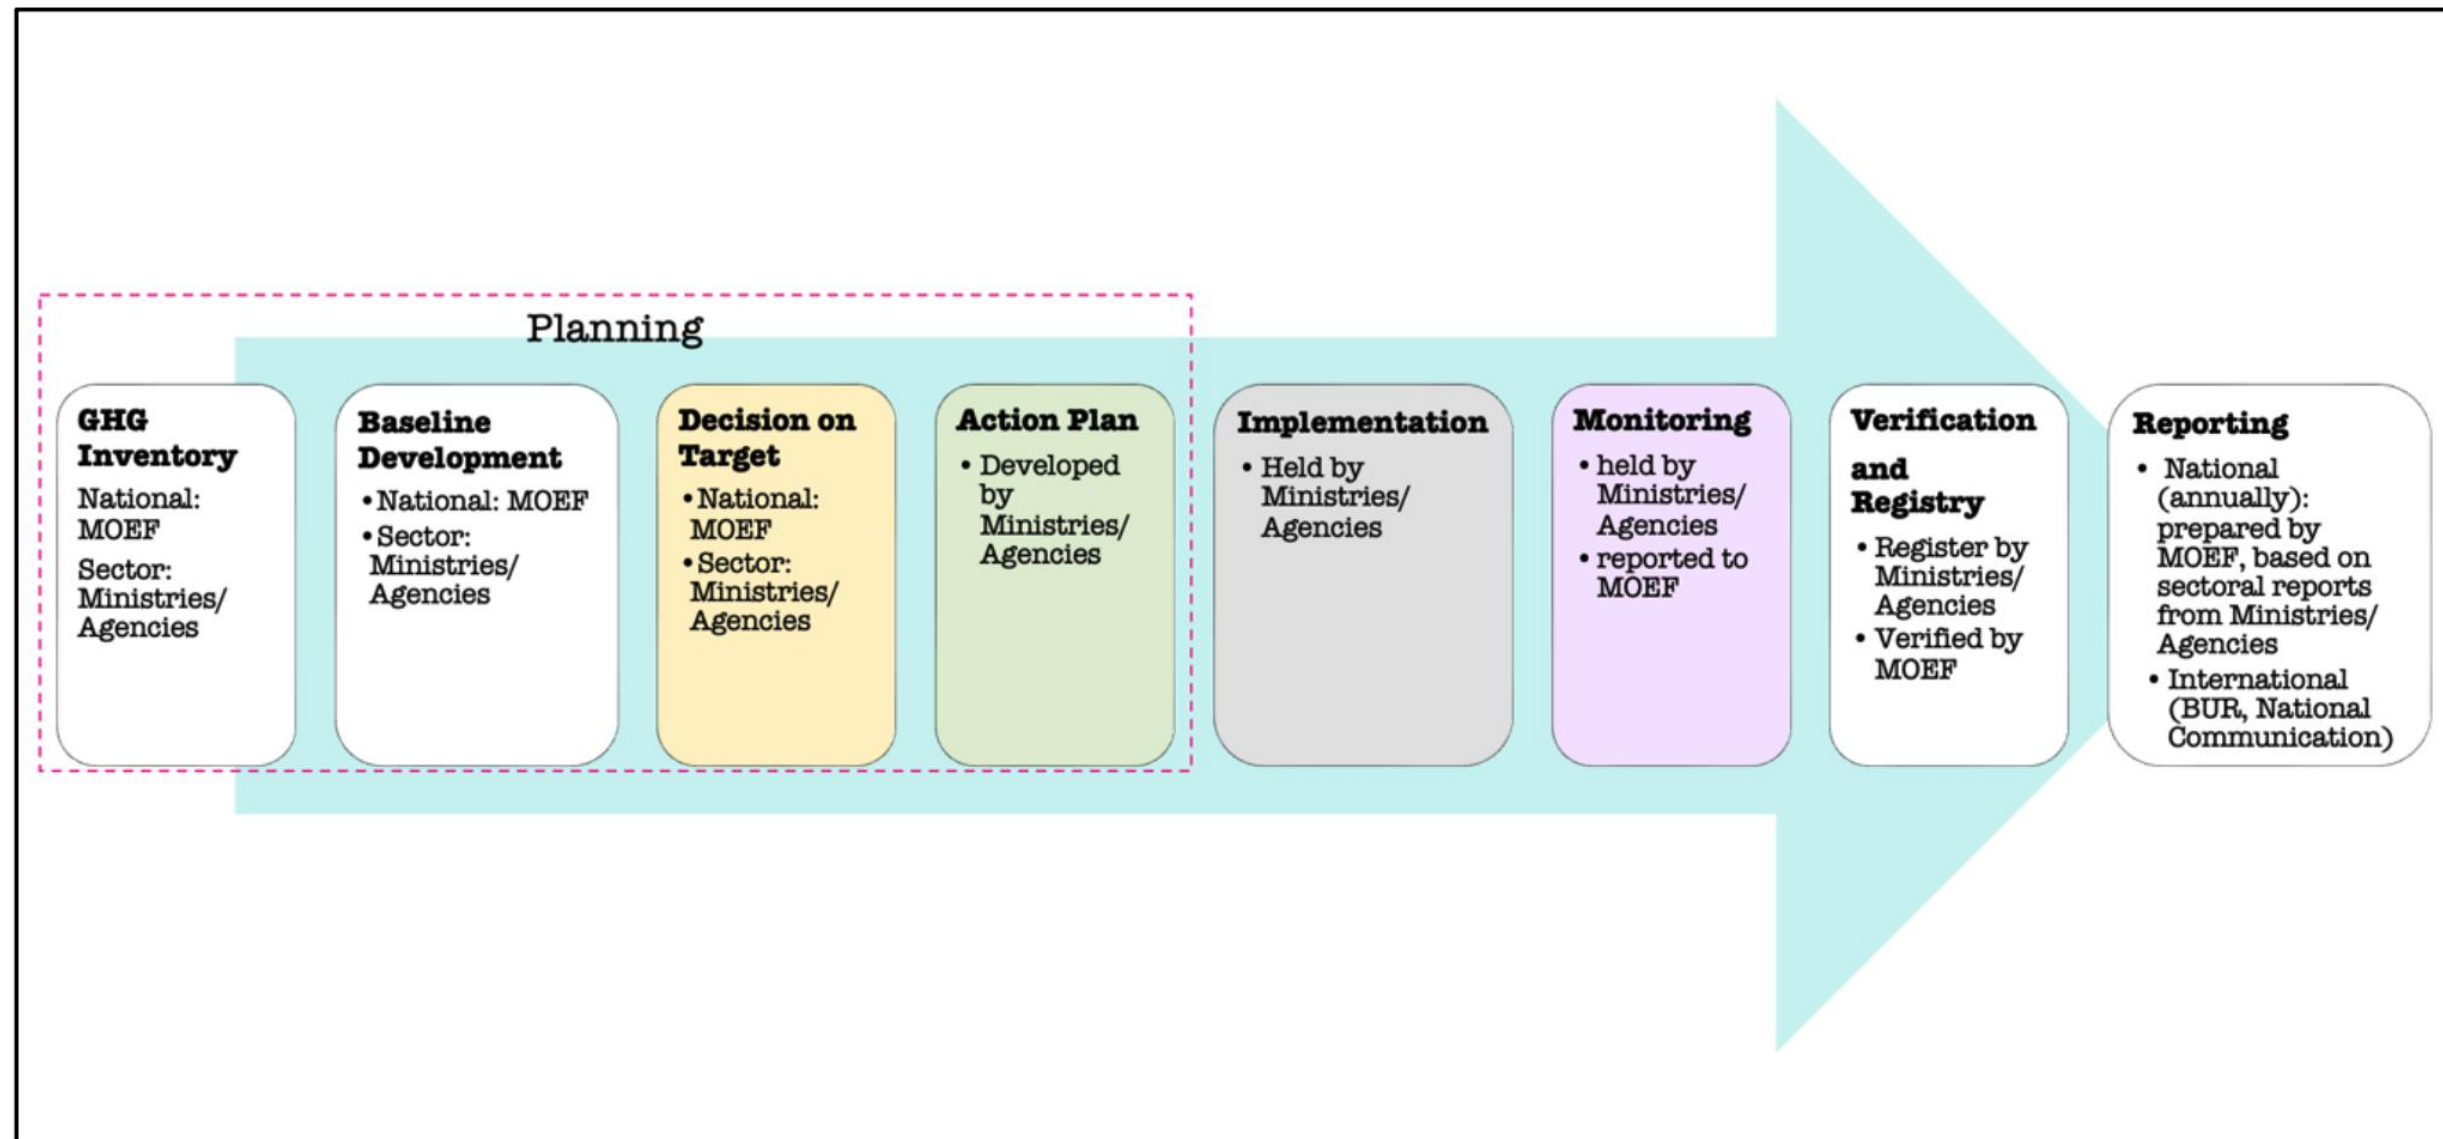 Planning
GHG
Inventory
National:
MOEF
Sector:
Ministries/
Agencies
Baseline
Development
• National: MOEF
• Sector:
Ministries/
Agencies
Decision on
Target
• National:
MOEF
• Sector:
Ministries/
Agencies
Action Plan
• Developed
by
Ministries/
Agencies
Implementation
• Held by
Ministries/
Agencies
Monitoring
• held by
Ministries/
Agencies
• reported to
MOEF
Verification
and
Registry
• Register by
Ministries/
Agencies
• Verified by
MOEF
Reporting
• National
(annually):
prepared by
MOEF, based on
sectoral reports
from Ministries/
Agencies
• International
(BUR, National
Communication)